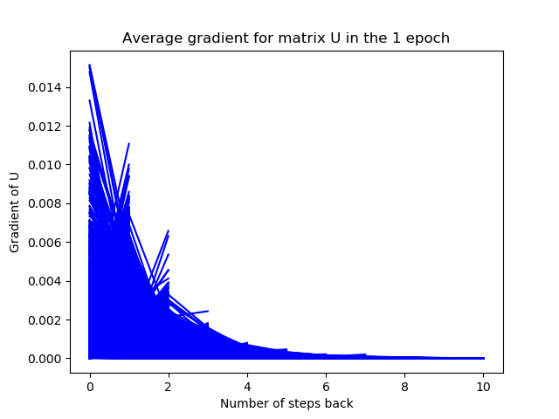 Average gradient for matrix U in the 1 epoch
0.014
0.012
0.010
0.008
0.006
0.004
0.002
0.000
Gradient of U
0 2 4 6 8 10
Number of steps back